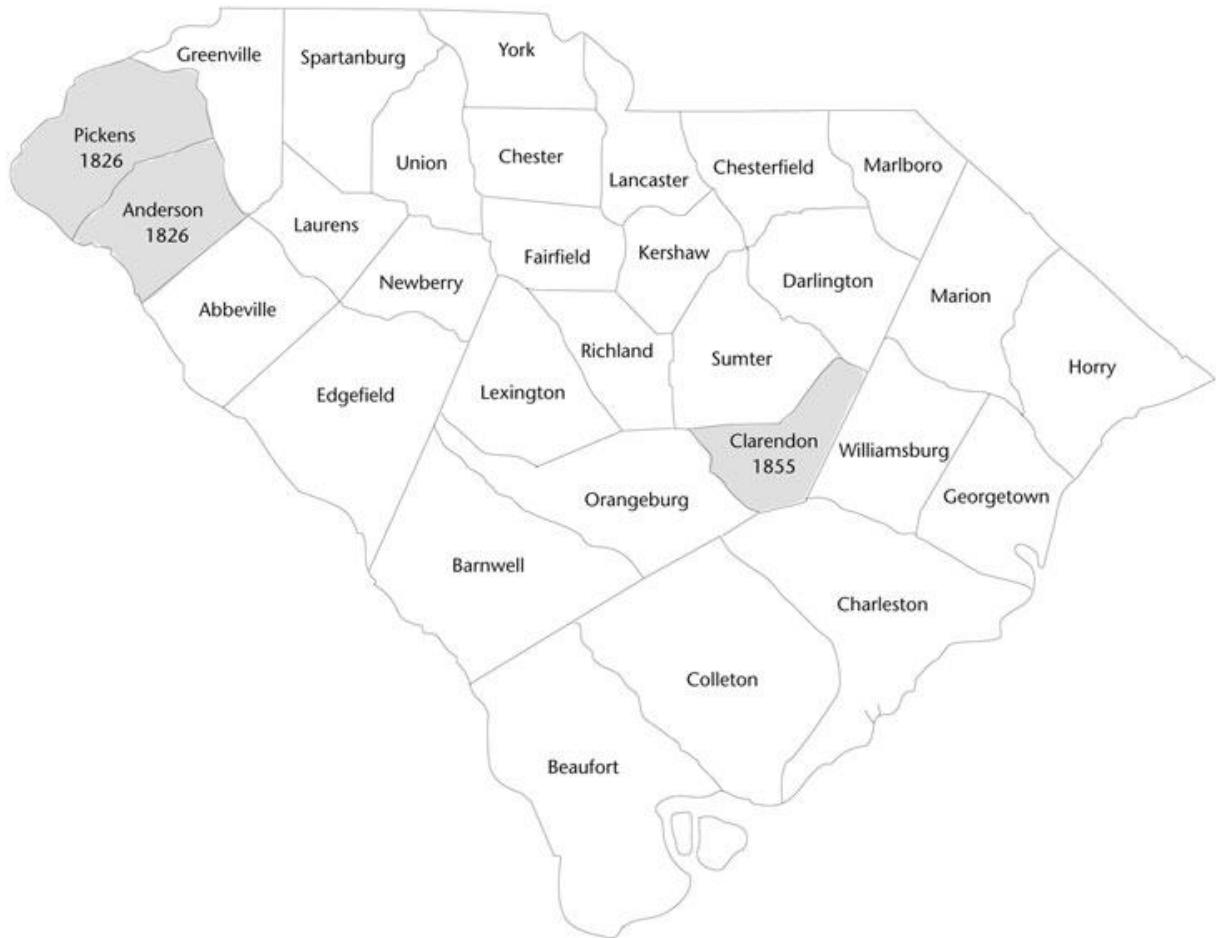 Greenville
Spartanburg
York
Pickens
1826
Union
Chester
Lancaster
Chesterfield
Marlboro
Anderson
1826
Laurens
Newberry
Fairfield
Kershaw
Darlington
Marion
Abbeville
Richland
Sumter
Horry
Edgefield
Lexington
Clarendon
1855
Williamsburg
Orangeburg
Georgetown
Barnwell
Charleston
Colleton
Beaufort